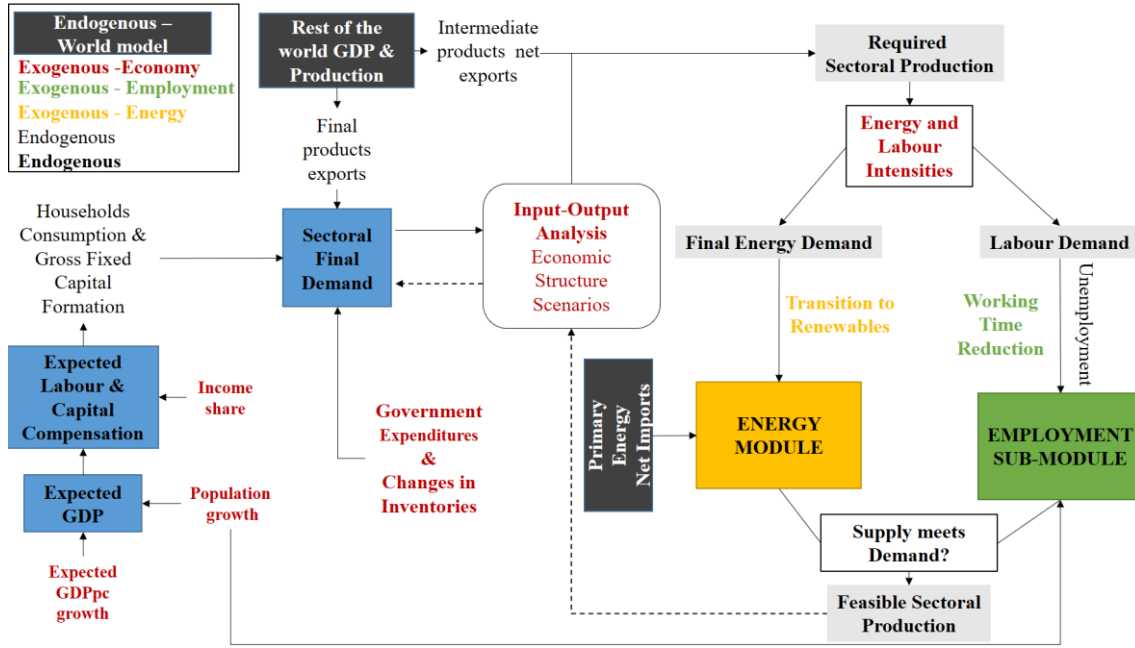 Endogenous –
World model
Exogenous -Economy
Exogenous - Employment
Exogenous - Energy
Endogenous
Endogenous
Rest of the
world GDP &
Production
Intermediate
products net
exports
Required
Sectoral Production
Final
products
exports
Energy and
Labour
Intensities
Households
Consumption &
Gross Fixed
Capital
Formation
Sectoral
Final
Demand
Input-Output
Analysis
Economic
Structure
Scenarios
Final Energy Demand
Labour Demand
Transition to
Renewables
Working
Time
Reduction
Unemployment
Expected
Labour &
Capital
Compensation
Income
share
Government
Expenditures
&
Changes in
Inventories
Primary
Energy
Net Imports
ENERGY
MODULE
EMPLOYMENT
SUB-MODULE
Expected
GDP
Population
growth
Supply meets
Demand?
Expected
GDPpc
growth
Feasible Sectoral
Production